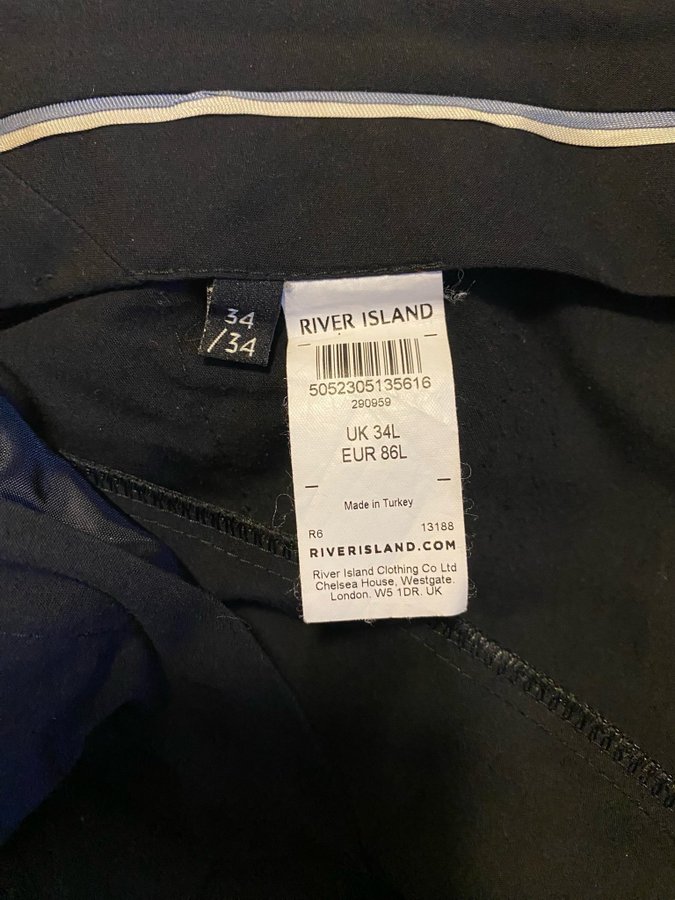 34
/34
RIVER ISLAND
5052305135616
290959
UK 34L
EUR 86L
Made in Turkey
R6 13188
RIVERISLAND.COM
River Island Clothing Co Ltd
Chelsea House, Westgate.
London. W5 1DR. UK